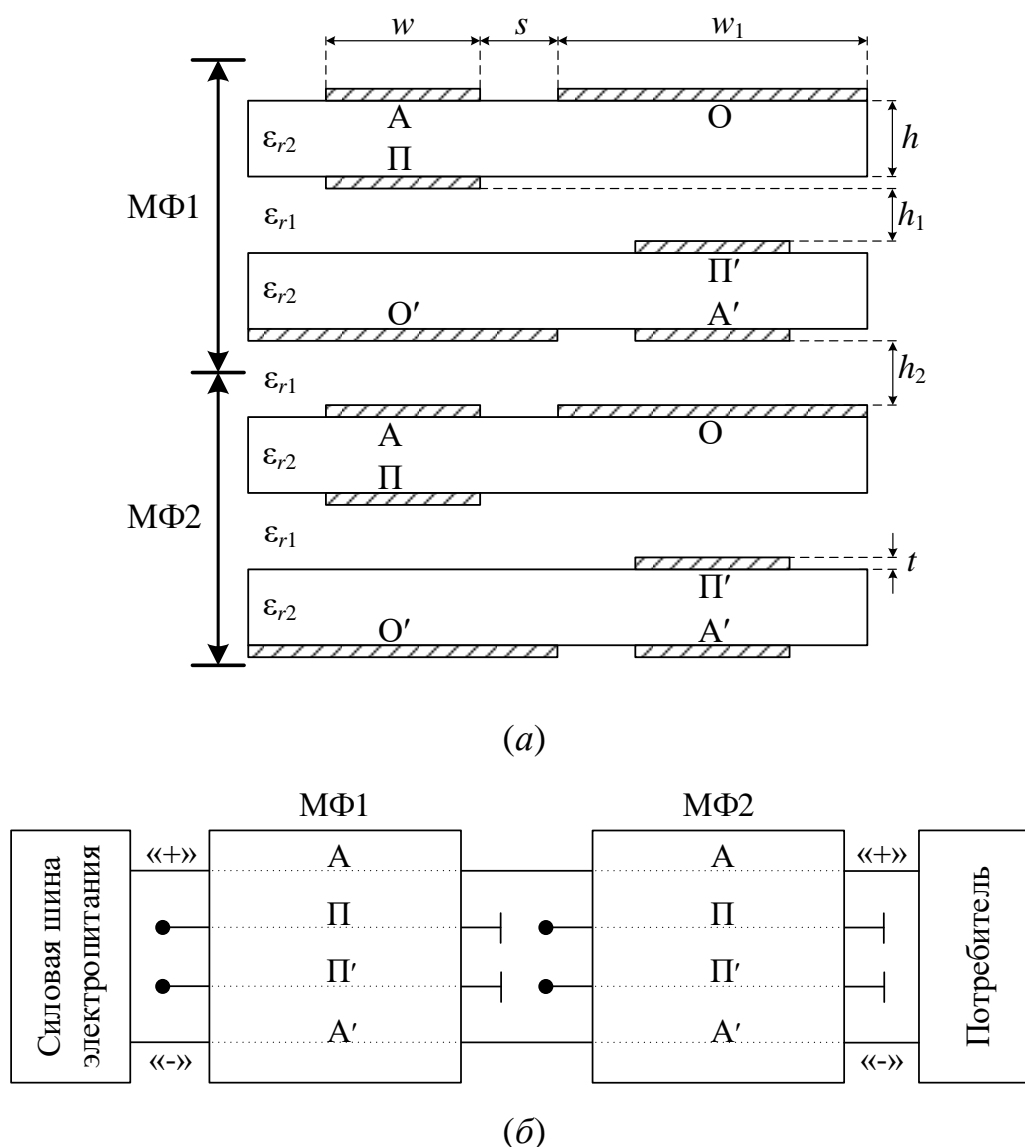 w s w₁
А О
εr2 h
П
МФ1 εr1 h₁
П′
εr2
О′ А′
εr1 h₂
А О
εr2
П
МФ2 εr1
t
П′
εr2
О′ А′
(а)
МФ1 МФ2
Силовая шина
электропитания
«+» А А «+»
П П
П′ П′
А′ А′
«-» «-»
Потребитель
(б)